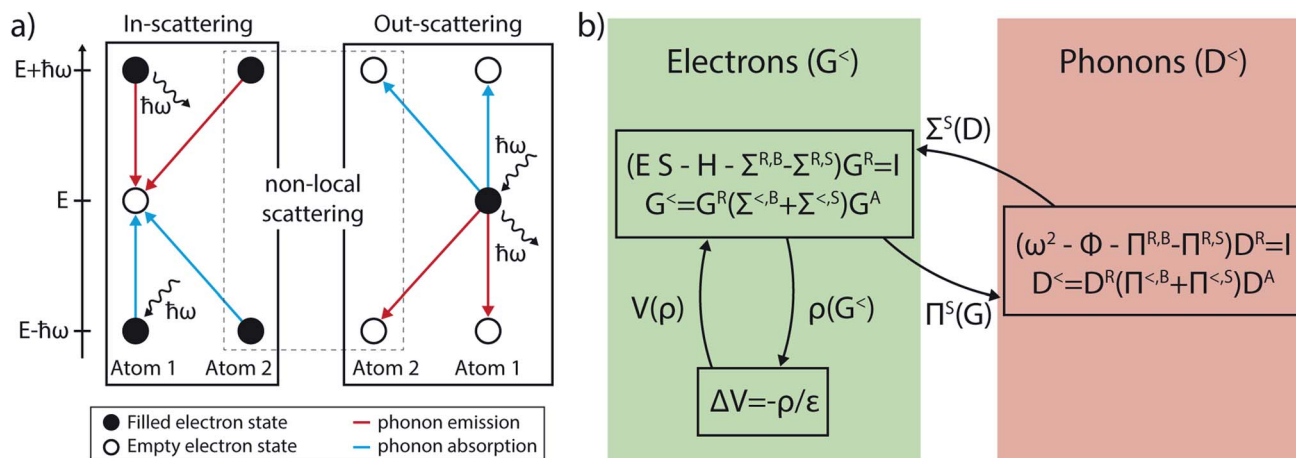 a)
In-scattering
Out-scattering
E+ħω
ħω
ħω
E
non-local
scattering
ħω
ħω
E-ħω
Atom 1
Atom 2
Atom 2
Atom 1
Filled electron state
phonon emission
Empty electron state
phonon absorption
b)
Electrons (G<)
Phonons (D<)
Σ^S(D)
(E S - H - Σ^R,B-Σ^R,S)G^R=I
G^<=G^R(Σ^<,B+Σ^<,S)G^A
(ω² - Φ - Π^R,B-Π^R,S)D^R=I
D^<=D^R(Π^<,B+Π^<,S)D^A
V(ρ)
ρ(G^<)
Π^S(G)
ΔV=-ρ/ε